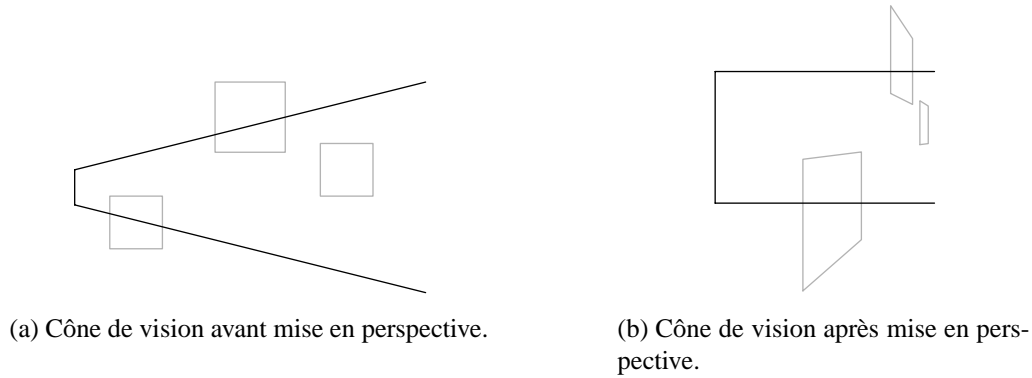 (a) Cône de vision avant mise en perspective.
(b) Cône de vision après mise en pers-
pective.